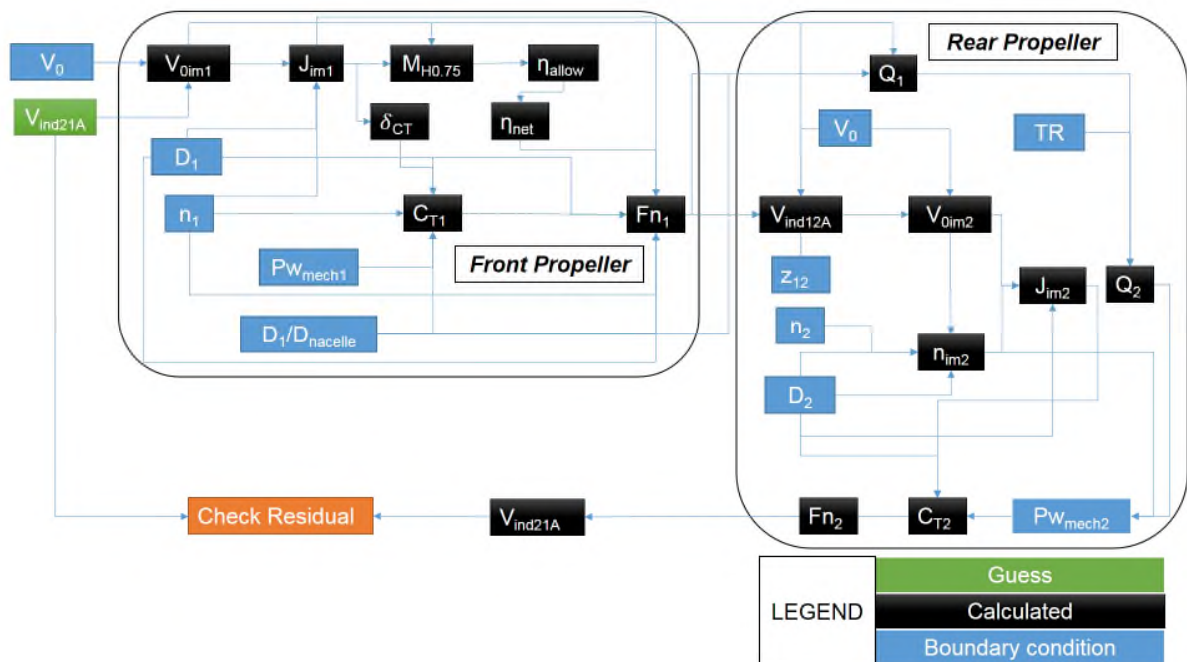 V0
Vind21A
V0im1
Jim1
MH0.75
ηallow
δCT
ηnet
D1
n1
CT1
Fn1
Pwmech1
Front Propeller
D1/Dnacelle
Rear Propeller
Q1
V0
TR
Vind12A
V0im2
z12
Jim2
Q2
n2
nim2
D2
Check Residual
Vind21A
Fn2
CT2
Pwmech2
LEGEND
Guess
Calculated
Boundary condition